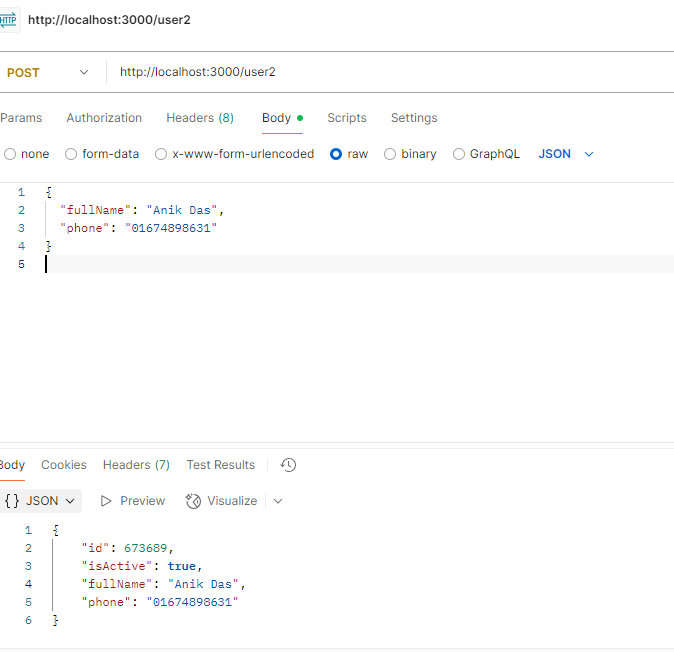 HTTP http://localhost:3000/user2
POST http://localhost:3000/user2
Params Authorization Headers (8) Body Scripts Settings
none form-data x-www-form-urlencoded raw binary GraphQL JSON
1 {
2 "fullName": "Anik Das",
3 "phone": "01674898631"
4 }
5
Body Cookies Headers (7) Test Results
{} JSON Preview Visualize
1 {
2 "id": 673689,
3 "isActive": true,
4 "fullName": "Anik Das",
5 "phone": "01674898631"
6 }